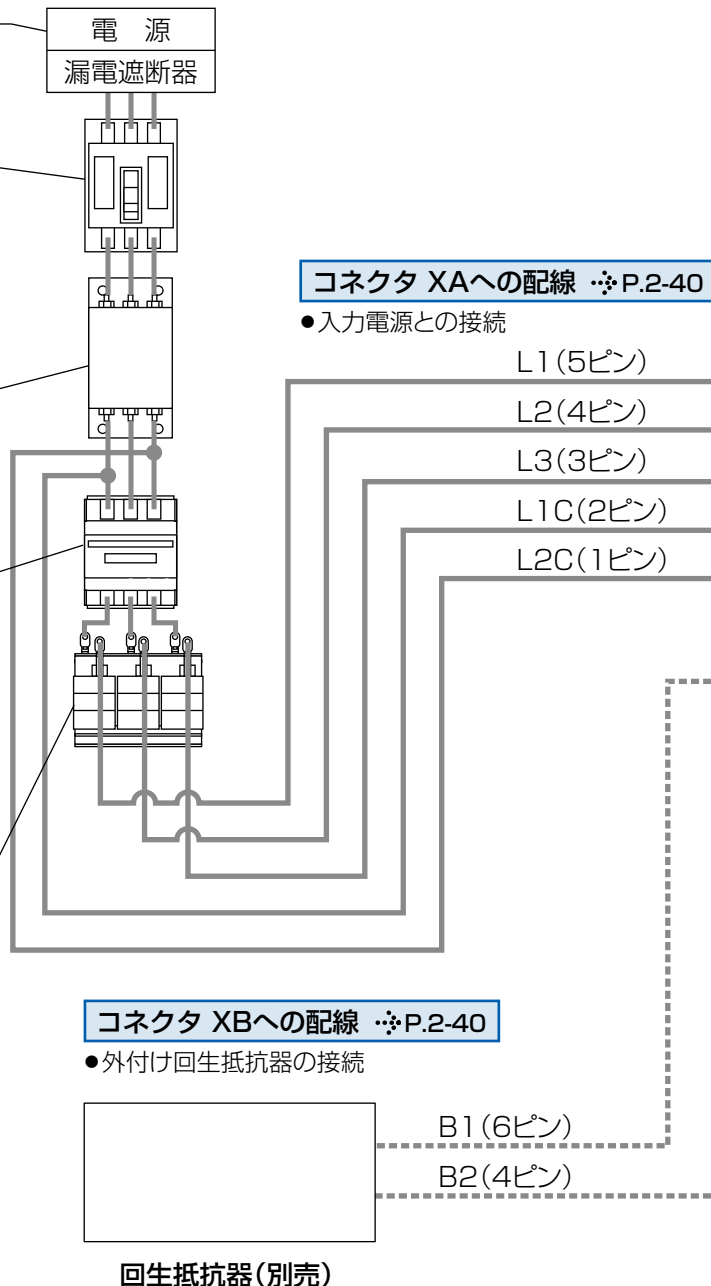 電 源
漏電遮断器
コネクタ XAへの配線 P.2-40
●入力電源との接続
L1(5ピン)
L2(4ピン)
L3(3ピン)
L1C(2ピン)
L2C(1ピン)
コネクタ XBへの配線 P.2-40
●外付け回生抵抗器の接続
B1(6ピン)
B2(4ピン)
回生抵抗器(別売)